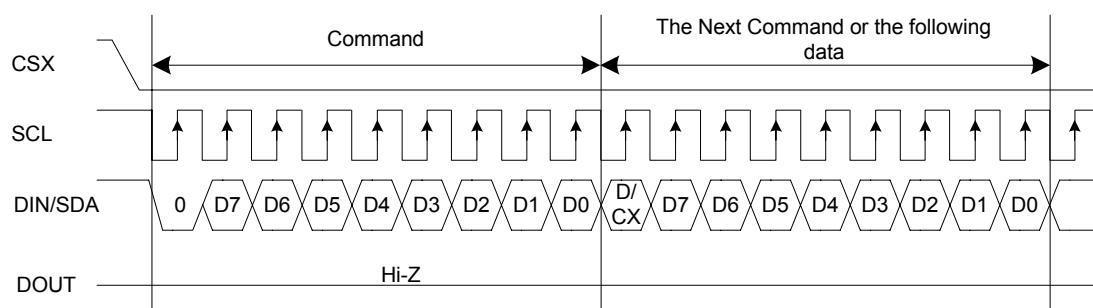 Command
The Next Command or the following
data
CSX
SCL
DIN/SDA
0 D7 D6 D5 D4 D3 D2 D1 D0 D/
CX D7 D6 D5 D4 D3 D2 D1 D0
Hi-Z
DOUT